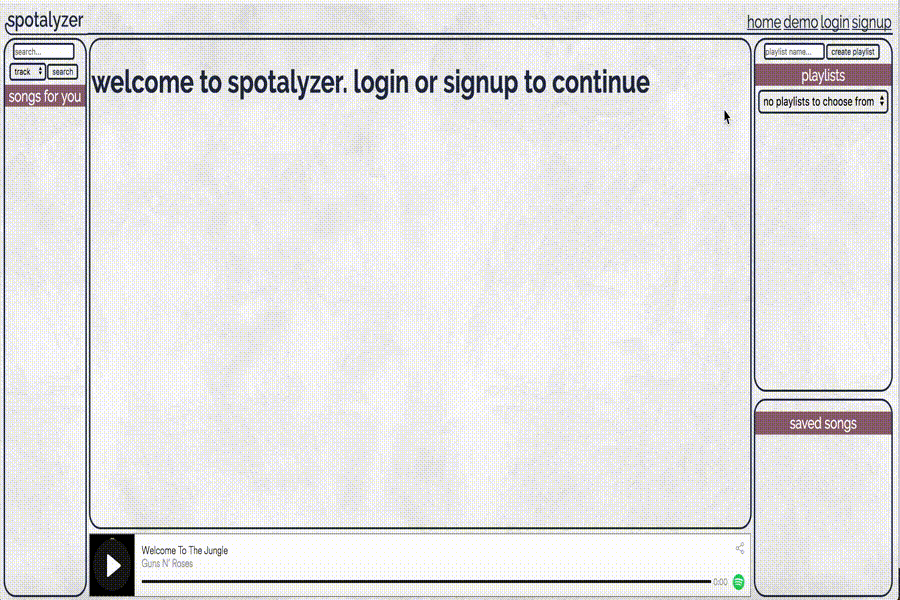 spotalyzer
home demo login signup
search...
track
search
songs for you
welcome to spotalyzer. login or signup to continue
playlist name...
create playlist
playlists
no playlists to choose from
saved songs
Welcome To The Jungle
Guns N' Roses
0:00